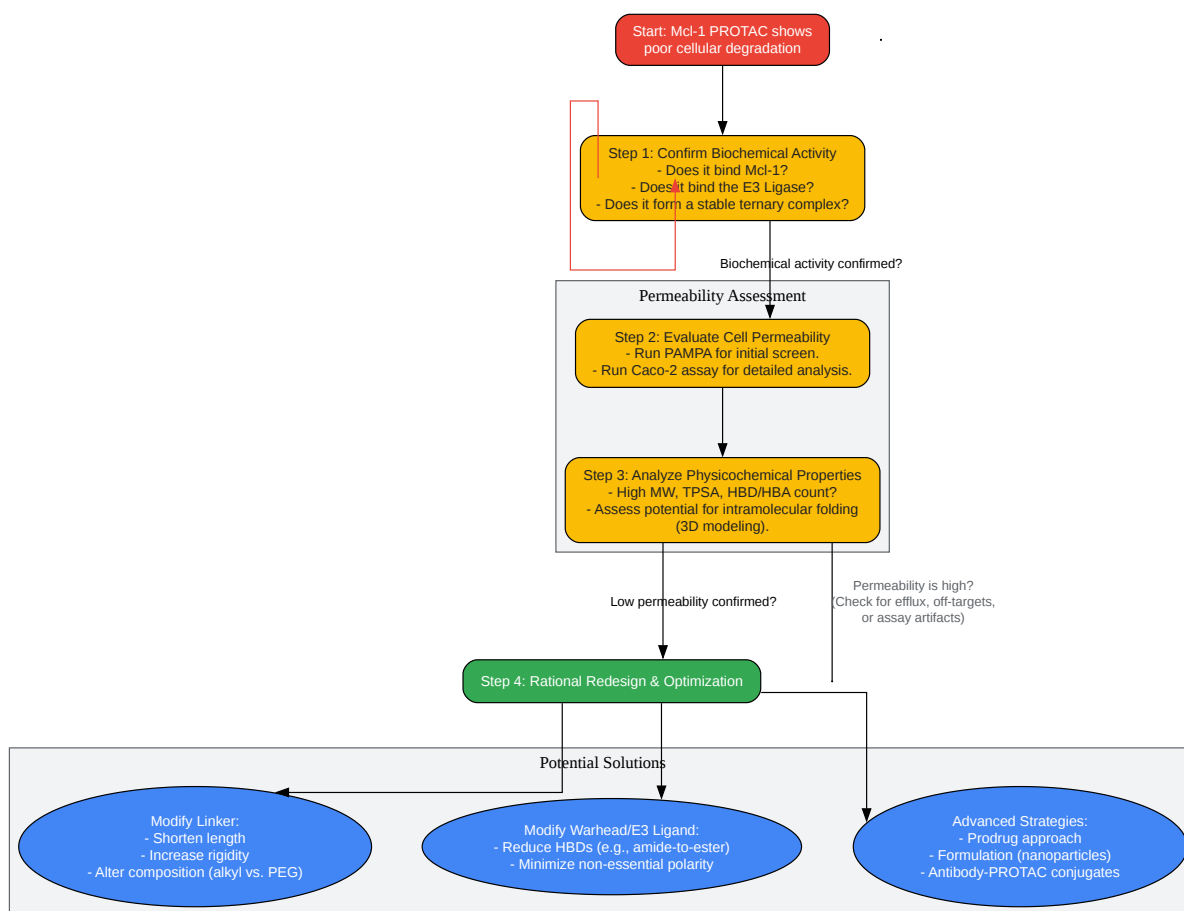 Start: Mcl-1 PROTAC shows
poor cellular degradation
Step 1: Confirm Biochemical Activity
- Does it bind Mcl-1?
- Does it bind the E3 Ligase?
- Does it form a stable ternary complex?
Biochemical activity confirmed?
Permeability Assessment
Step 2: Evaluate Cell Permeability
- Run PAMPA for initial screen.
- Run Caco-2 assay for detailed analysis.
Step 3: Analyze Physicochemical Properties
- High MW, TPSA, HBD/HBA count?
- Assess potential for intramolecular folding
(3D modeling).
Low permeability confirmed?
Permeability is high?
(Check for efflux, off-targets,
or assay artifacts)
Step 4: Rational Redesign & Optimization
Potential Solutions
Modify Linker:
- Shorten length
- Increase rigidity
- Alter composition (alkyl vs. PEG)
Modify Warhead/E3 Ligand:
- Reduce HBDs (e.g., amide-to-ester)
- Minimize non-essential polarity
Advanced Strategies:
- Prodrug approach
- Formulation (nanoparticles)
- Antibody-PROTAC conjugates